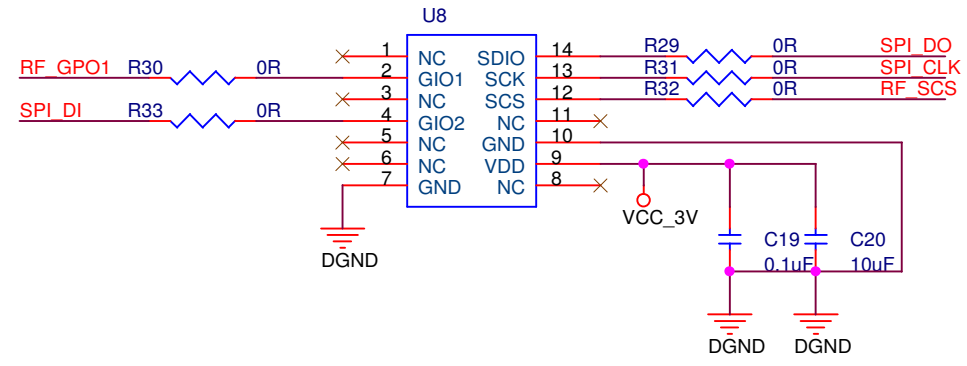 U8
1 NC SDIO 14 R29 0R SPI_DO
RF_GPO1 R30 0R 2 GIO1 SCK 13 R31 0R SPI_CLK
3 NC SCS 12 R32 0R RF_SCS
SPI_DI R33 0R 4 GIO2 NC 11
5 NC GND 10
6 NC VDD 9
7 GND NC 8
VCC_3V
C19 C20
0.1uF 10uF
DGND
DGND DGND